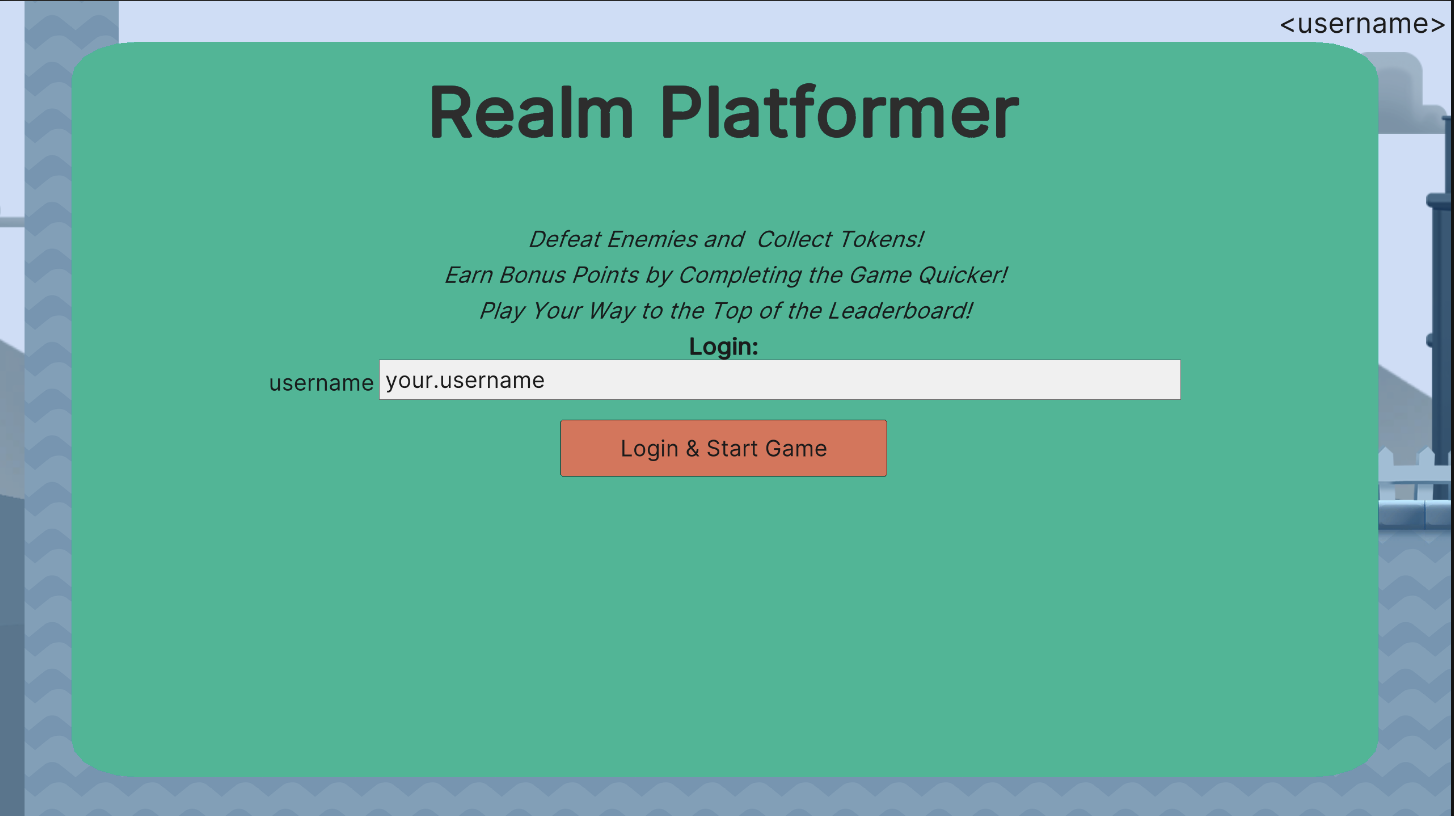 <username>
Realm Platformer
Defeat Enemies and  Collect Tokens!
Earn Bonus Points by Completing the Game Quicker!
Play Your Way to the Top of the Leaderboard!
Login:
username your.username
Login & Start Game